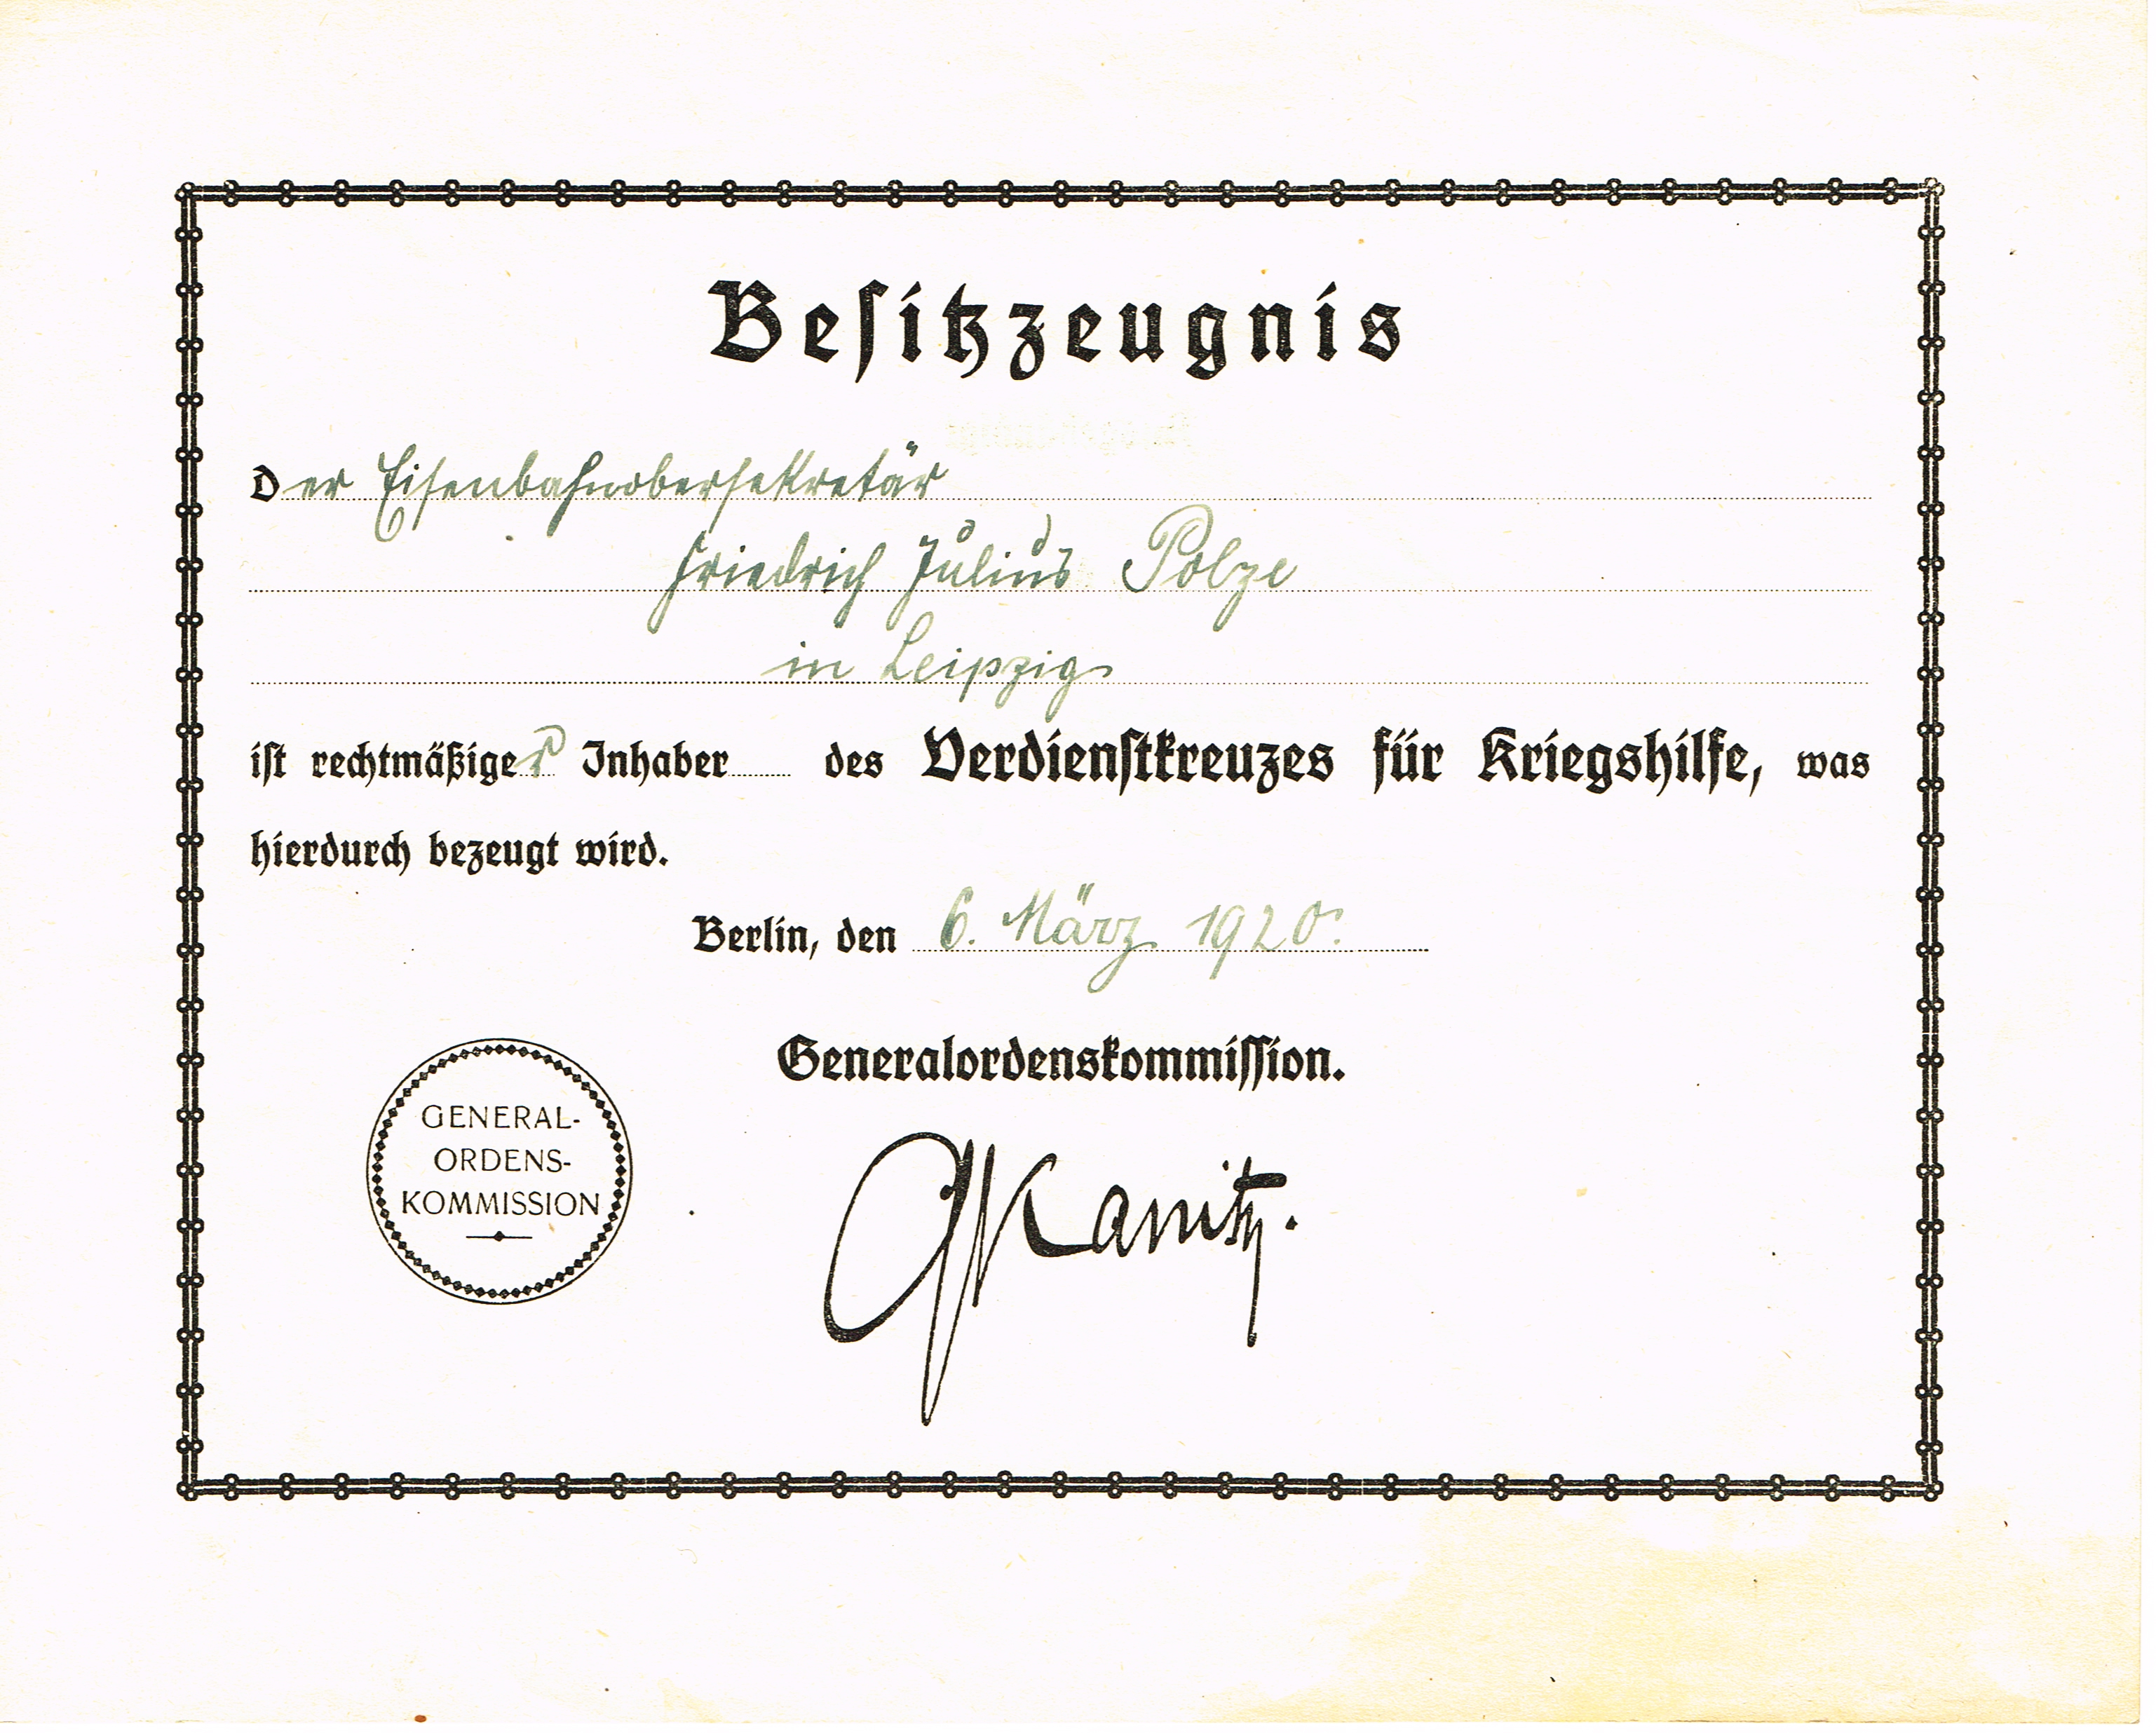 Besitzzeugnis
Der Eisenbahnobersekretär
Friedrich Julius Polze
in Leipzig
ist rechtmäßiger Inhaber des Verdienstkreuzes für Kriegshilfe, was
hierdurch bezeugt wird.
Berlin, den 6. März 1920.
Generalordenskommission.
GENERAL-
ORDENS-
KOMMISSION
Kanitz.